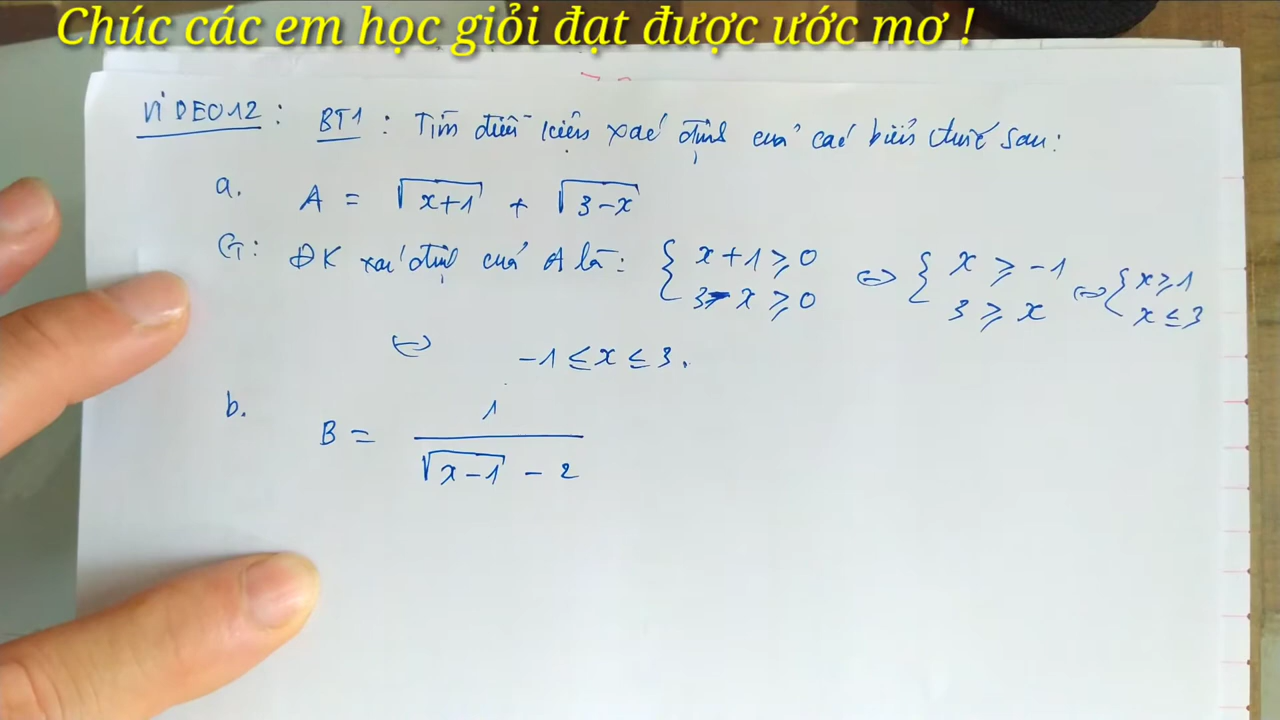 Chúc các em học giỏi đạt được ước mơ !
VIDEO12 : BT1 : Tìm điều kiện xác định của các biểu thức sau:
a. A = √(x+1) + √(3-x)
G: ĐK xác định của A là: { x+1 ≥ 0 ⇔ { x ≥ -1 ⇔ { x ≥ 1
3-x ≥ 0 3 ≥ x x ≤ 3
⇔ -1 ≤ x ≤ 3.
b. B = 1 / (√(x-1) - 2)